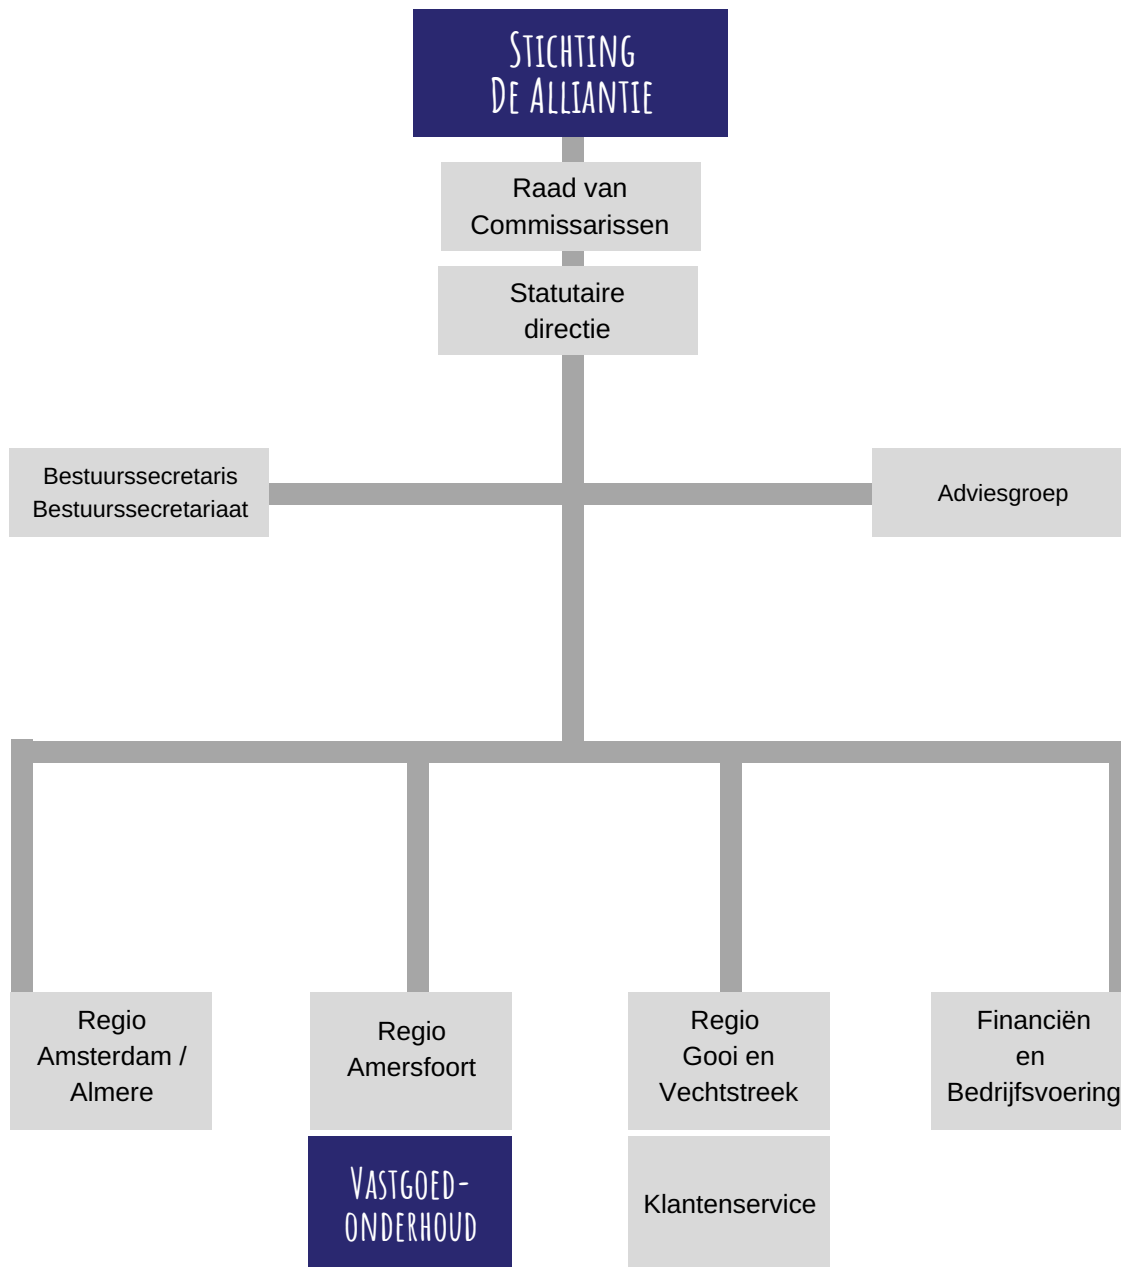 Stichting
De Alliantie
Raad van
Commissarissen
Statutaire
directie
Bestuurssecretaris
Bestuurssecretariaat
Adviesgroep
Regio
Amsterdam /
Almere
Regio
Amersfoort
Regio
Gooi en
Vechtstreek
Financiën
en
Bedrijfsvoering
Vastgoed-
onderhoud
Klantenservice